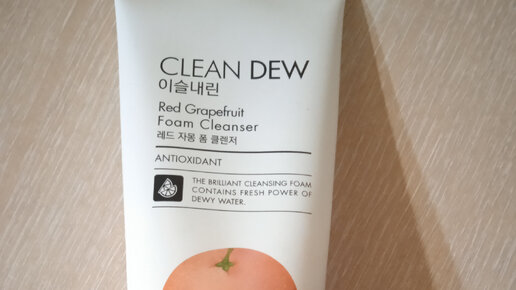 CLEAN DEW
이슬내린
Red Grapefruit
Foam Cleanser
레드 자몽 폼 클렌저
ANTIOXIDANT
THE BRILLIANT CLEANSING FOAM
CONTAINS FRESH POWER OF
DEWY WATER.